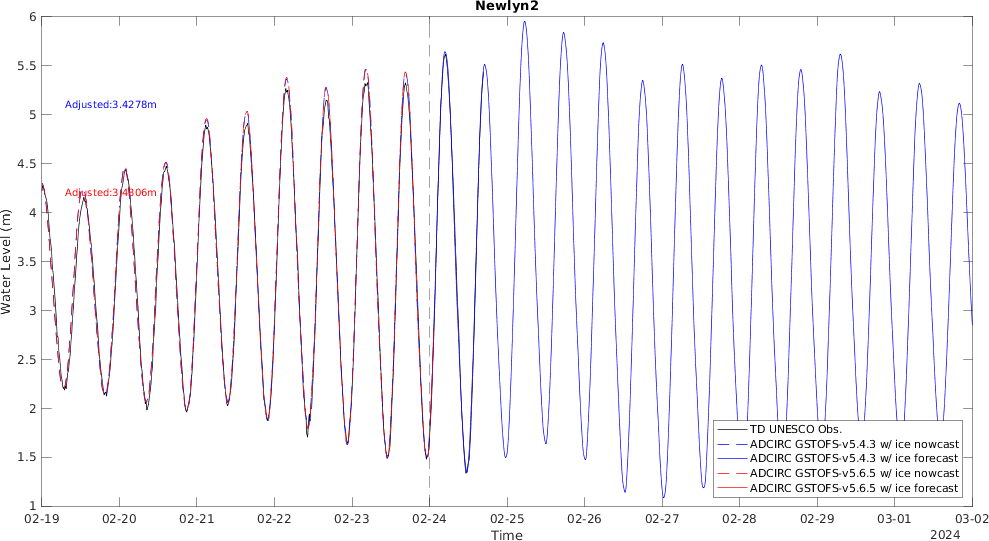 Newlyn2
6
5.5
5
4.5
4
3.5
3
2.5
2
1.5
1
Water Level (m)
Adjusted:3.4278m
Adjusted:3.4306m
TD UNESCO Obs.
ADCIRC GSTOFS-v5.4.3 w/ ice nowcast
ADCIRC GSTOFS-v5.4.3 w/ ice forecast
ADCIRC GSTOFS-v5.6.5 w/ ice nowcast
ADCIRC GSTOFS-v5.6.5 w/ ice forecast
02-19 02-20 02-21 02-22 02-23 02-24 02-25 02-26 02-27 02-28 02-29 03-01 03-02
Time
2024